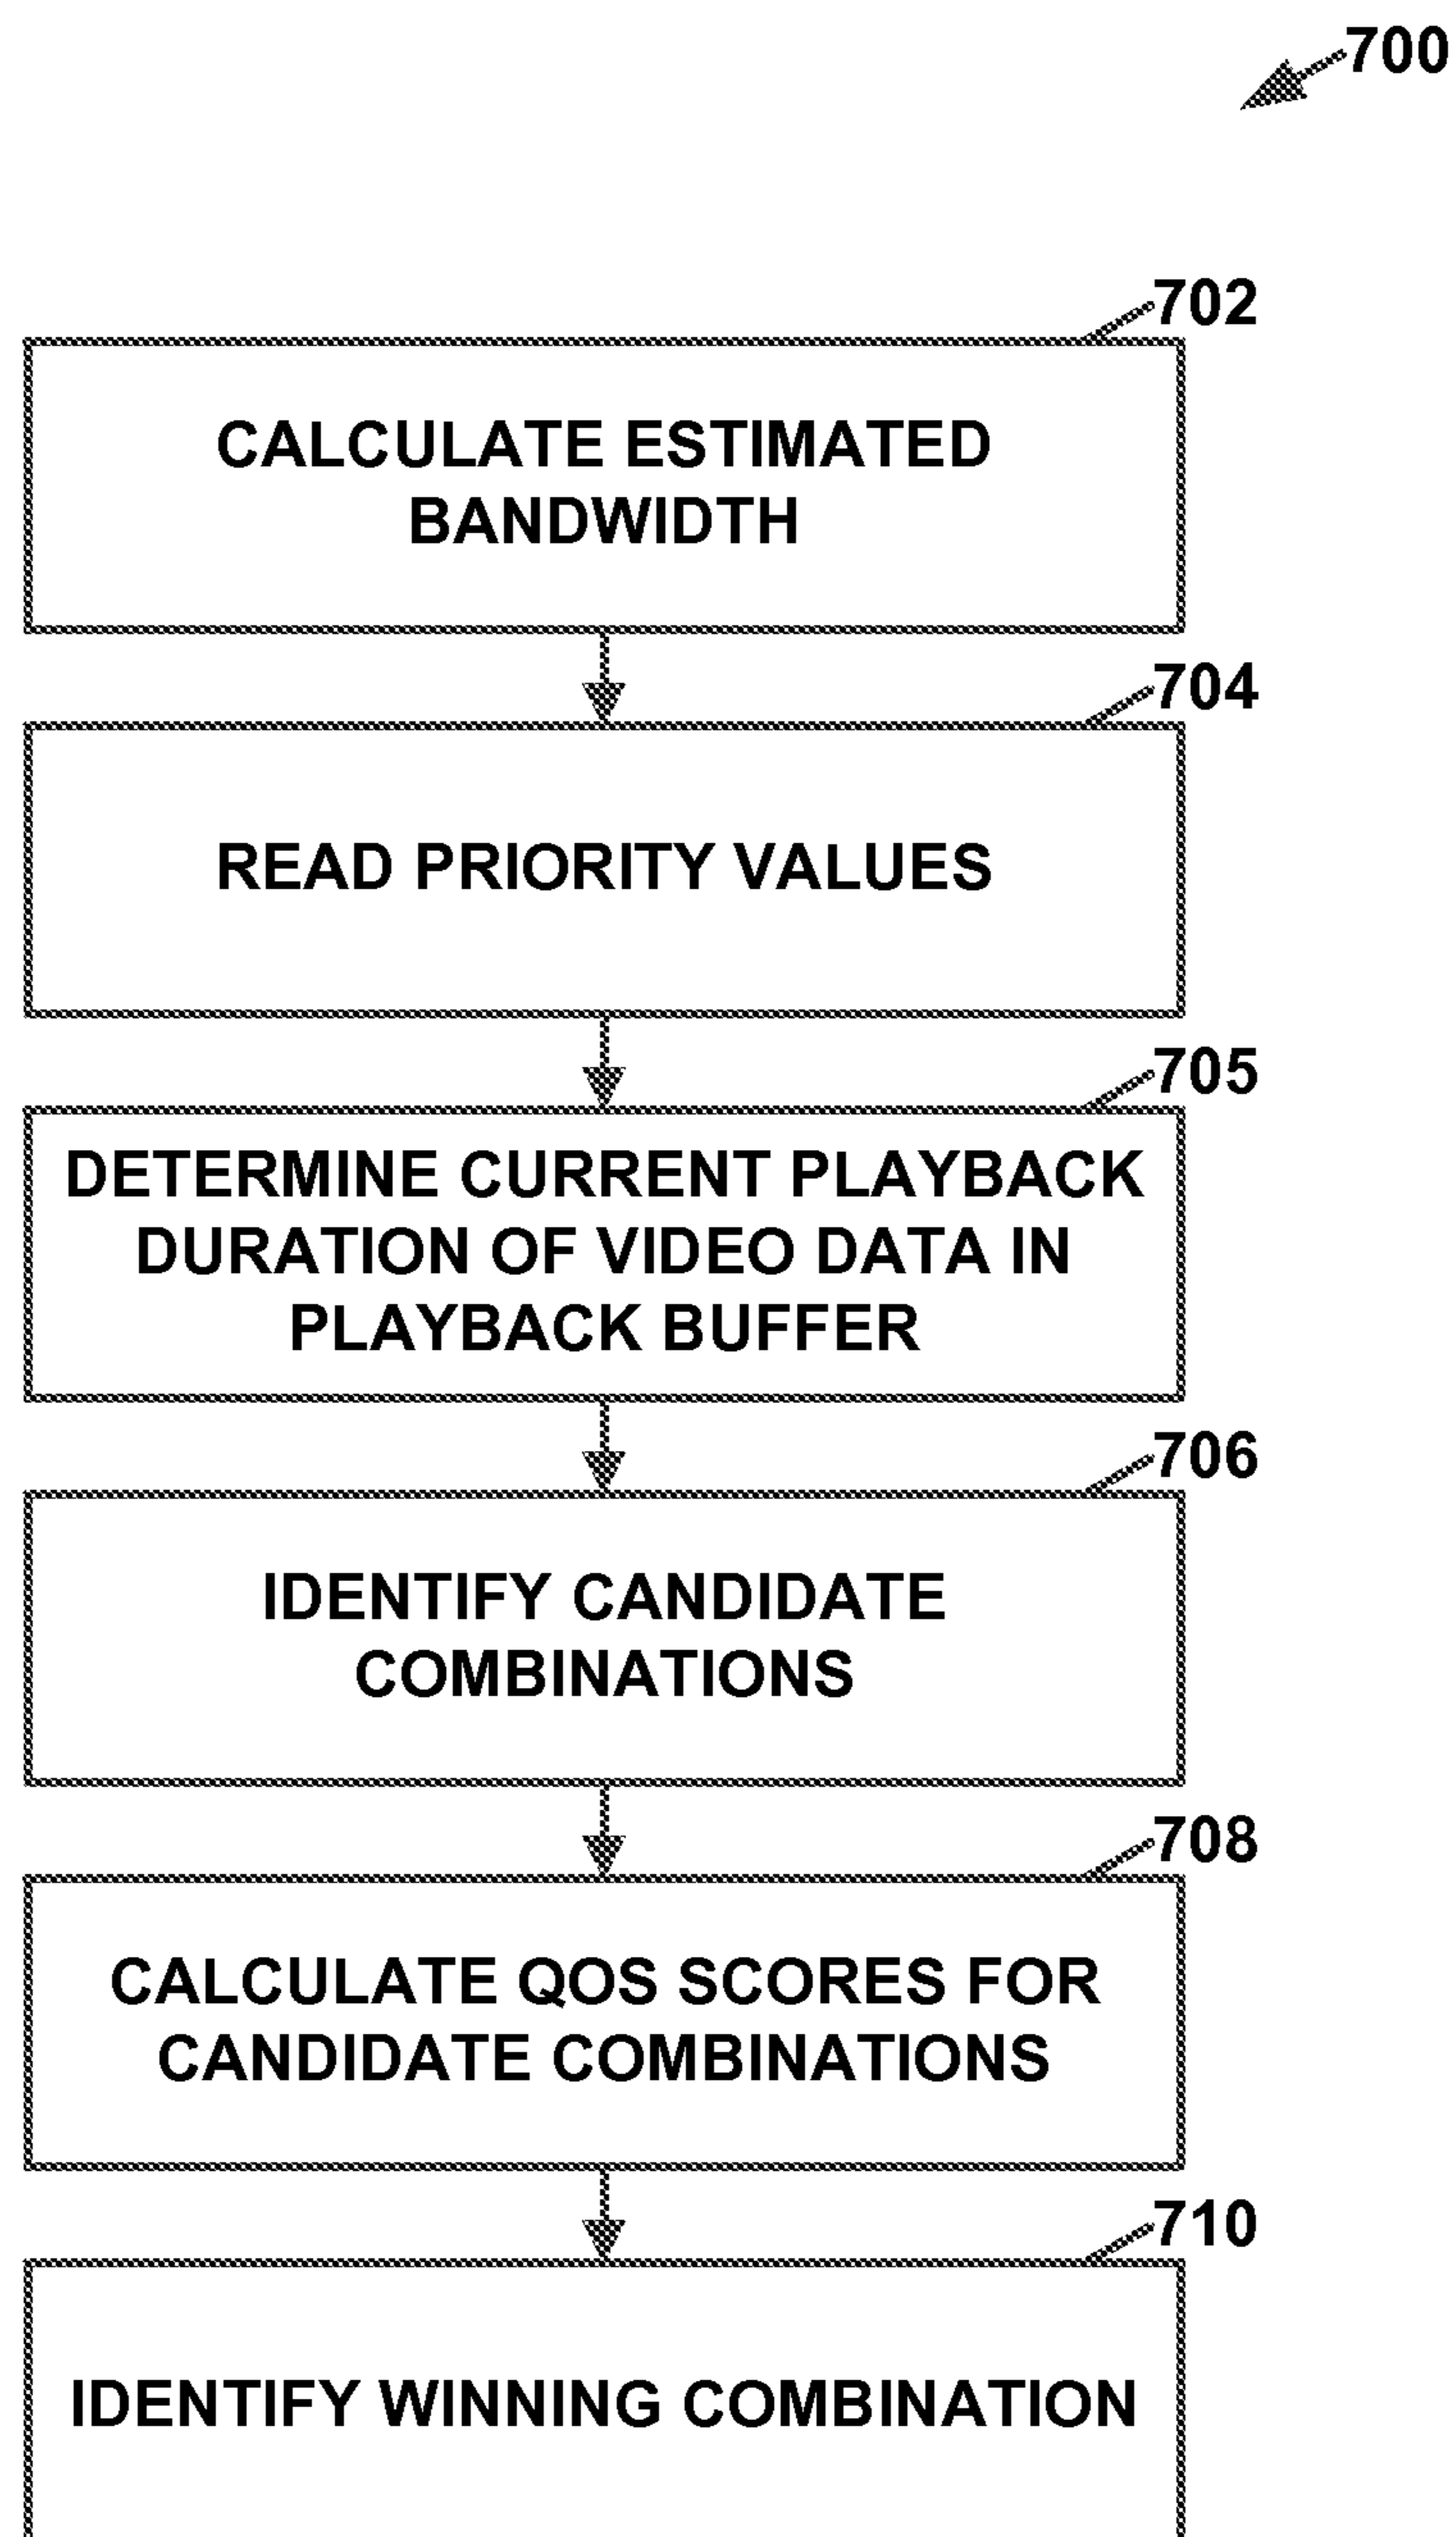 700
702
CALCULATE ESTIMATED
BANDWIDTH
704
READ PRIORITY VALUES
705
DETERMINE CURRENT PLAYBACK
DURATION OF VIDEO DATA IN
PLAYBACK BUFFER
706
IDENTIFY CANDIDATE
COMBINATIONS
708
CALCULATE QOS SCORES FOR
CANDIDATE COMBINATIONS
710
IDENTIFY WINNING COMBINATION